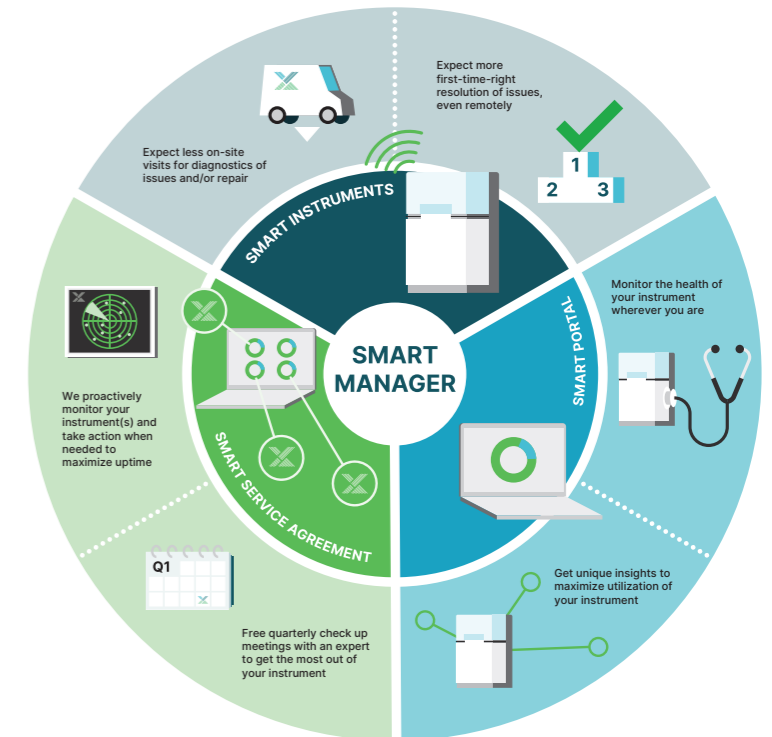 Expect less on-site
visits for diagnostics of
issues and/or repair
Expect more
first-time-right
resolution of issues,
even remotely
1
2 3
SMART INSTRUMENTS
SMART
MANAGER
SMART PORTAL
Monitor the health of
your instrument
wherever you are
Get unique insights to
maximize utilization of
your instrument
SMART SERVICE AGREEMENT
We proactively
monitor your
instrument(s) and
take action when
needed to
maximize uptime
Q1
Free quarterly check up
meetings with an expert
to get the most out of
your instrument